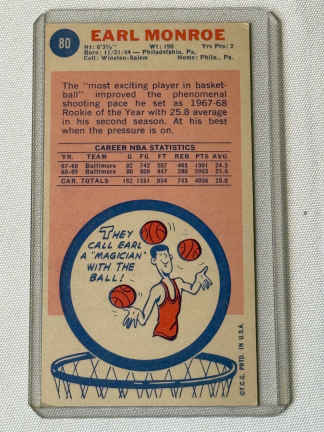 80
EARL MONROE
Ht: 6'3½" Wt: 190 Yrs Pro: 2
Born: 11/21/44 — Philadelphia, Pa.
Coll: Winston-Salem Home: Phila., Pa.
The "most exciting player in basket-
ball" improved the phenomenal
shooting pace he set as 1967-68
Rookie of the Year with 25.8 average
in his second season. At his best
when the pressure is on.
CAREER NBA STATISTICS
YR. TEAM G FG FT REB PTS AVG.
67-68 Baltimore 82 742 507 465 1991 24.3
68-69 Baltimore 80 809 447 280 2065 25.8
CAR. TOTALS 162 1551 954 745 4056
THEY
CALL EARL
A "MAGICIAN"
WITH THE
BALL!
©T.C.G. PRTD. IN U.S.A.